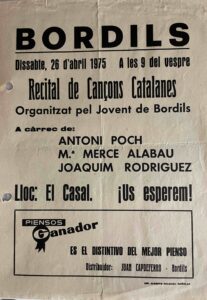 BORDILS
Dissabte, 26 d'abril 1975 A les 9 del vespre
Recital de Cançons Catalanes
Organitzat pel Jovent de Bordils
A càrrec de:
ANTONI POCH
M.ª MERCE ALABAU
JOAQUIM RODRIGUEZ
Lloc: El Casal. ¡Us esperem!
PIENSOS
Ganador
ES EL DISTINTIVO DEL MEJOR PIENSO
Distribuidor: JUAN CAPDEFERRO - Bordils